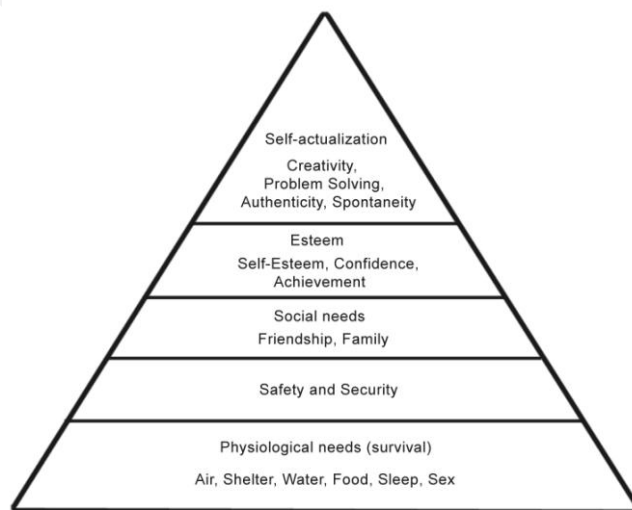 Self-actualization
Creativity,
Problem Solving,
Authenticity, Spontaneity
Esteem
Self-Esteem, Confidence,
Achievement
Social needs
Friendship, Family
Safety and Security
Physiological needs (survival)
Air, Shelter, Water, Food, Sleep, Sex